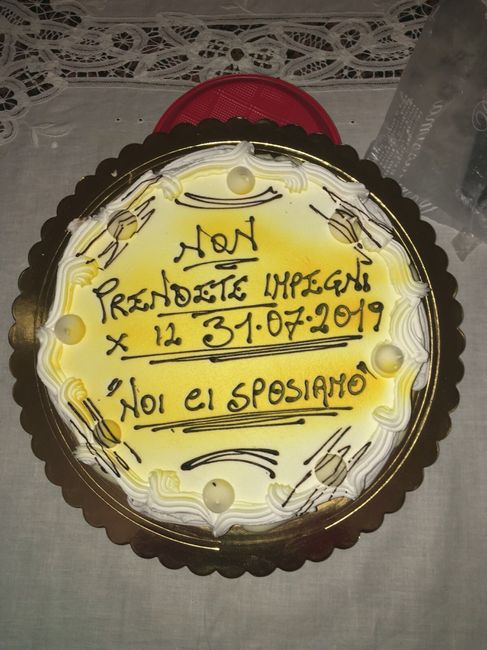 NON
PRENDETE IMPEGNI
x IL 31.07.2019
"NOI CI SPOSIAMO"